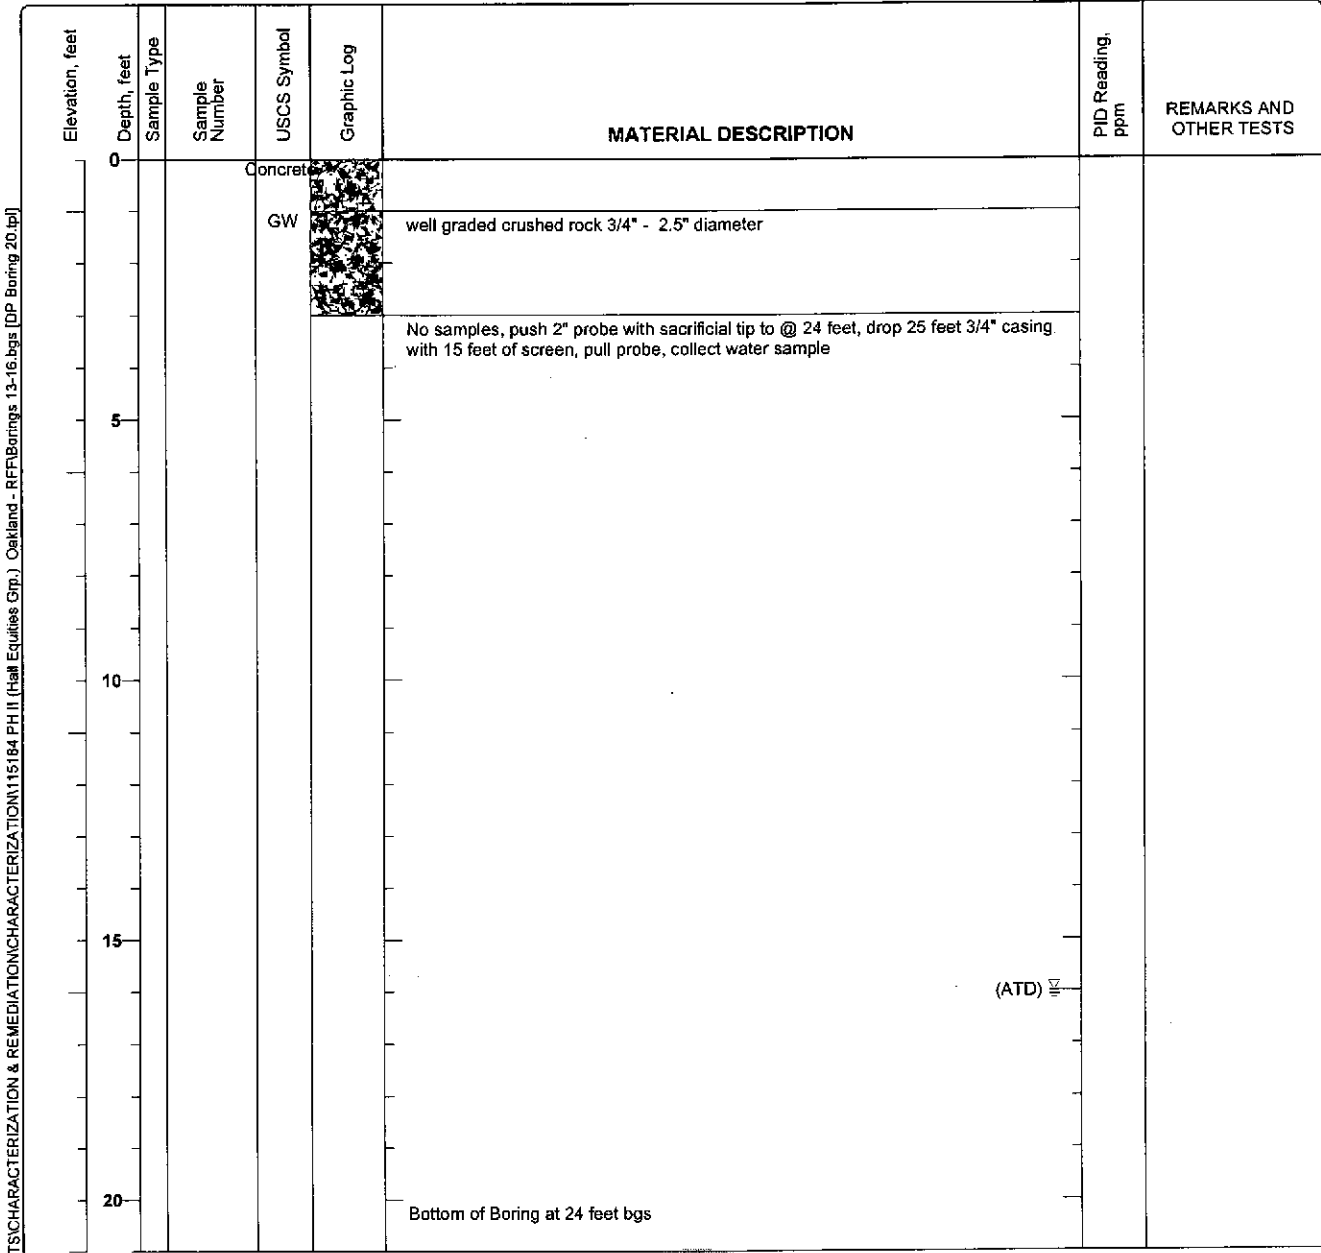 Elevation, feet
Depth, feet
Sample Type
Sample
Number
USCS Symbol
Graphic Log
MATERIAL DESCRIPTION
PID Reading,
ppm
REMARKS AND
OTHER TESTS
0
Concrete
GW
well graded crushed rock 3/4" - 2.5" diameter
No samples, push 2" probe with sacrificial tip to @ 24 feet, drop 25 feet 3/4" casing
with 15 feet of screen, pull probe, collect water sample
5
10
15
(ATD)
20
Bottom of Boring at 24 feet bgs
TS\CHARACTERIZATION & REMEDIATION\CHARACTERIZATION\115184 PH II (Hall Equities Grp.) Oakland - RFF\Borings 13-16.bgs [DP Boring 20.tpl]